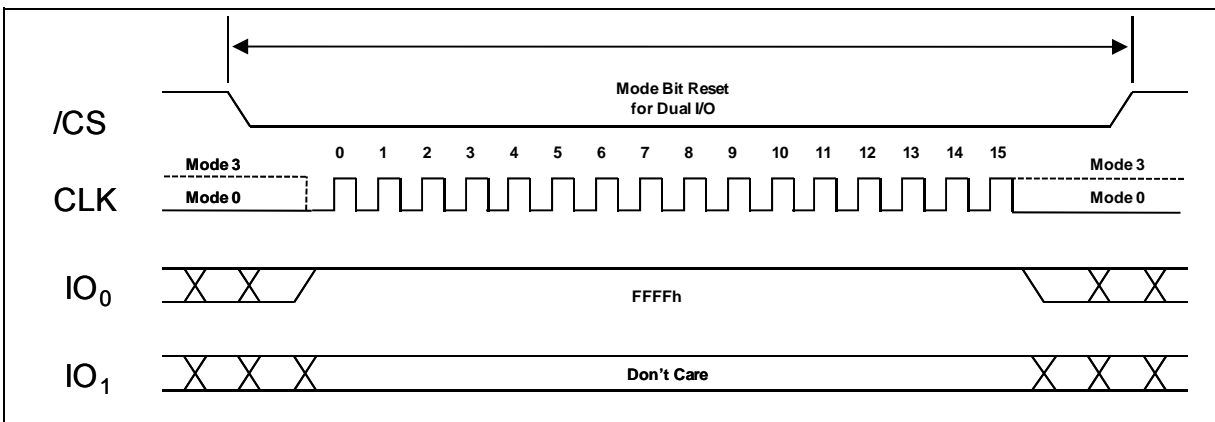 Mode Bit Reset
for Dual I/O
/CS
0 1 2 3 4 5 6 7 8 9 10 11 12 13 14 15
Mode 3 Mode 3
CLK Mode 0 Mode 0
IO0 FFFFh
IO1 Don't Care